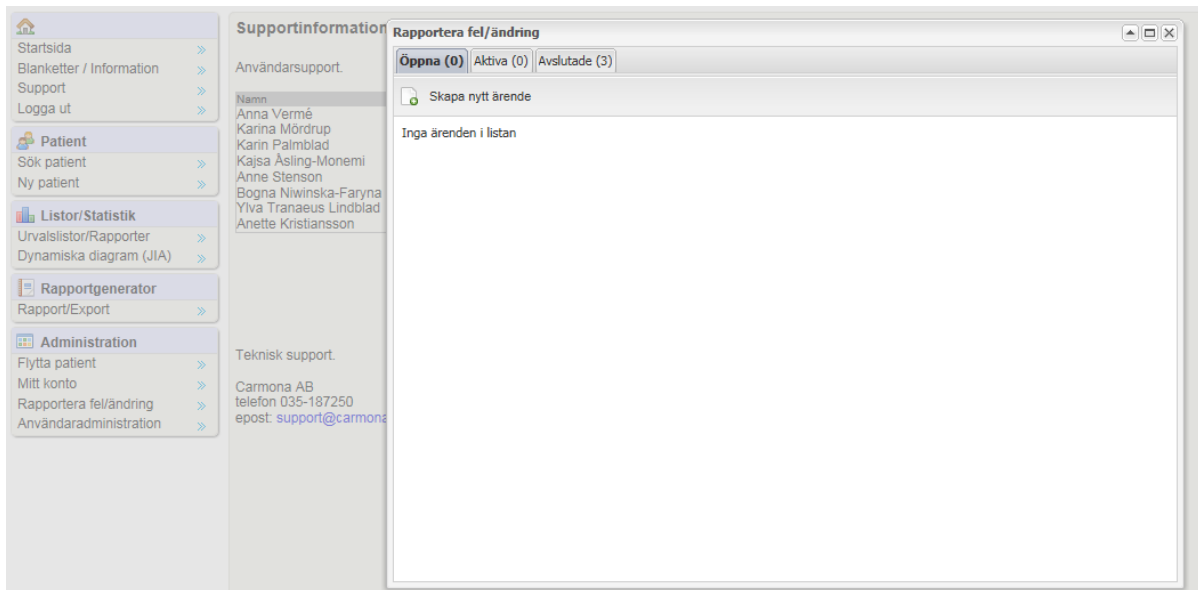 Startsida
Blanketter / Information
Support
Logga ut
Patient
Sök patient
Ny patient
Listor/Statistik
Urvalslistor/Rapporter
Dynamiska diagram (JIA)
Rapportgenerator
Rapport/Export
Administration
Flytta patient
Mitt konto
Rapportera fel/ändring
Användaradministration
Supportinformation
Användarsupport.
Namn
Anna Vermé
Karina Mördrup
Karin Palmblad
Kajsa Åsling-Monemi
Anne Stenson
Bogna Niwinska-Faryna
Ylva Tranaeus Lindblad
Anette Kristiansson
Teknisk support.
Carmona AB
telefon 035-187250
epost: support@carmona
Rapportera fel/ändring
Öppna (0) Aktiva (0) Avslutade (3)
Skapa nytt ärende
Inga ärenden i listan